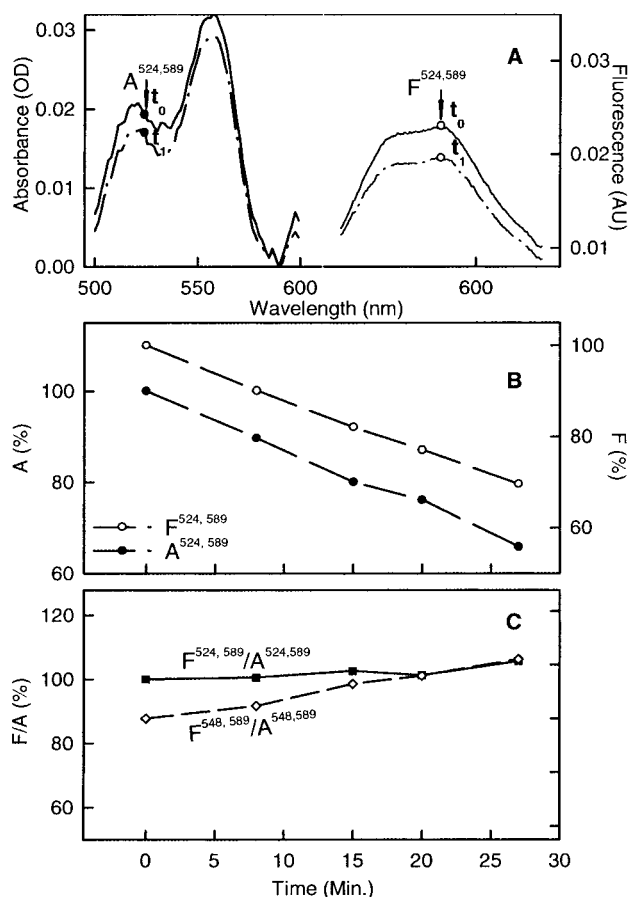 0.03
0.02
0.01
0.00
Absorbance (OD)
A524,589
t0
t1
A
F524,589
t0
t1
0.03
0.02
0.01
Fluorescence (AU)
500 550 600 600
Wavelength (nm)
100
80
60
A (%)
B
F524, 589
A524, 589
100
80
60
F (%)
120
100
80
60
F/A (%)
C
F524, 589/A524,589
F548, 589/A548,589
0 5 10 15 20 25 30
Time (Min.)